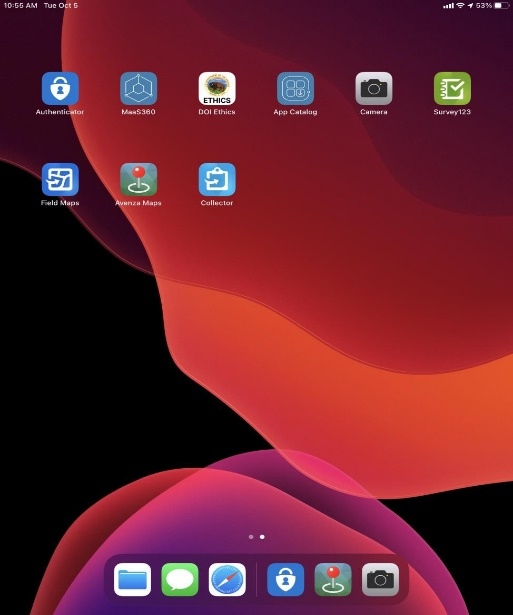 10:55 AM Tue Oct 5 53%
Authenticator MaaS360 DOI Ethics App Catalog Camera Survey123
ETHICS
Field Maps Avenza Maps Collector